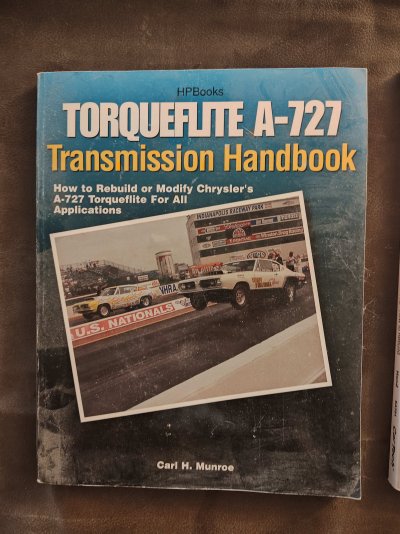 HPBooks
TORQUEFLITE A-727
Transmission Handbook
How to Rebuild or Modify Chrysler's
A-727 Torqueflite For All
Applications
INDIANAPOLIS RACEWAY PARK
U.S. NATIONALS
NHRA
Carl H. Munroe